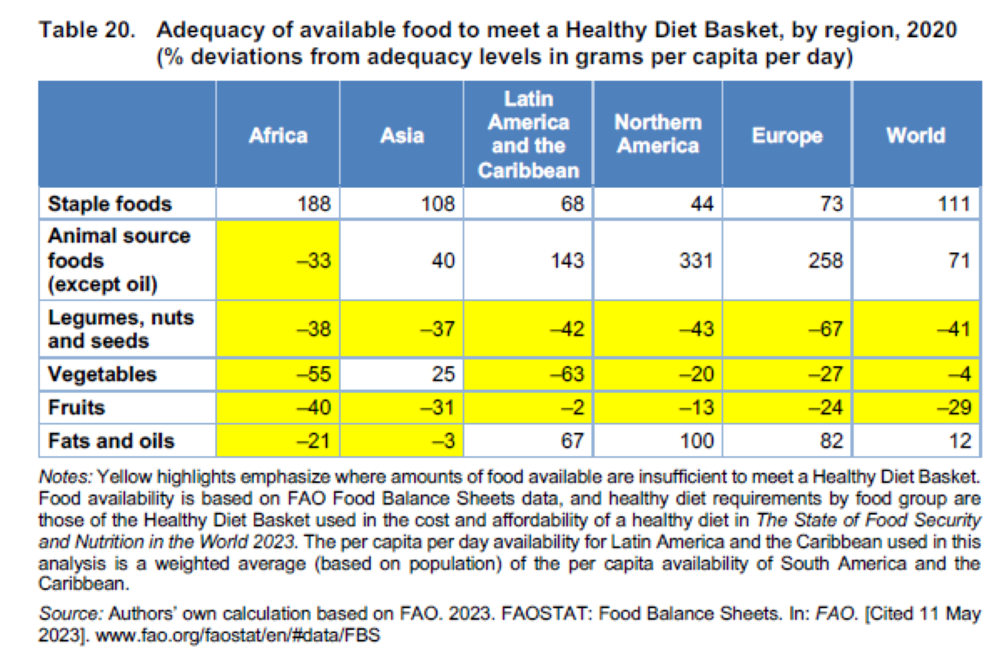 Table 20. Adequacy of available food to meet a Healthy Diet Basket, by region, 2020
(% deviations from adequacy levels in grams per capita per day)
Africa Asia Latin America and the Caribbean Northern America Europe World
Staple foods 188 108 68 44 73 111
Animal source foods (except oil) –33 40 143 331 258 71
Legumes, nuts and seeds –38 –37 –42 –43 –67 –41
Vegetables –55 25 –63 –20 –27 –4
Fruits –40 –31 –2 –13 –24 –29
Fats and oils –21 –3 67 100 82 12
Notes: Yellow highlights emphasize where amounts of food available are insufficient to meet a Healthy Diet Basket.
Food availability is based on FAO Food Balance Sheets data, and healthy diet requirements by food group are
those of the Healthy Diet Basket used in the cost and affordability of a healthy diet in The State of Food Security
and Nutrition in the World 2023. The per capita per day availability for Latin America and the Caribbean used in this
analysis is a weighted average (based on population) of the per capita availability of South America and the
Caribbean.
Source: Authors' own calculation based on FAO. 2023. FAOSTAT: Food Balance Sheets. In: FAO. [Cited 11 May
2023]. www.fao.org/faostat/en/#data/FBS